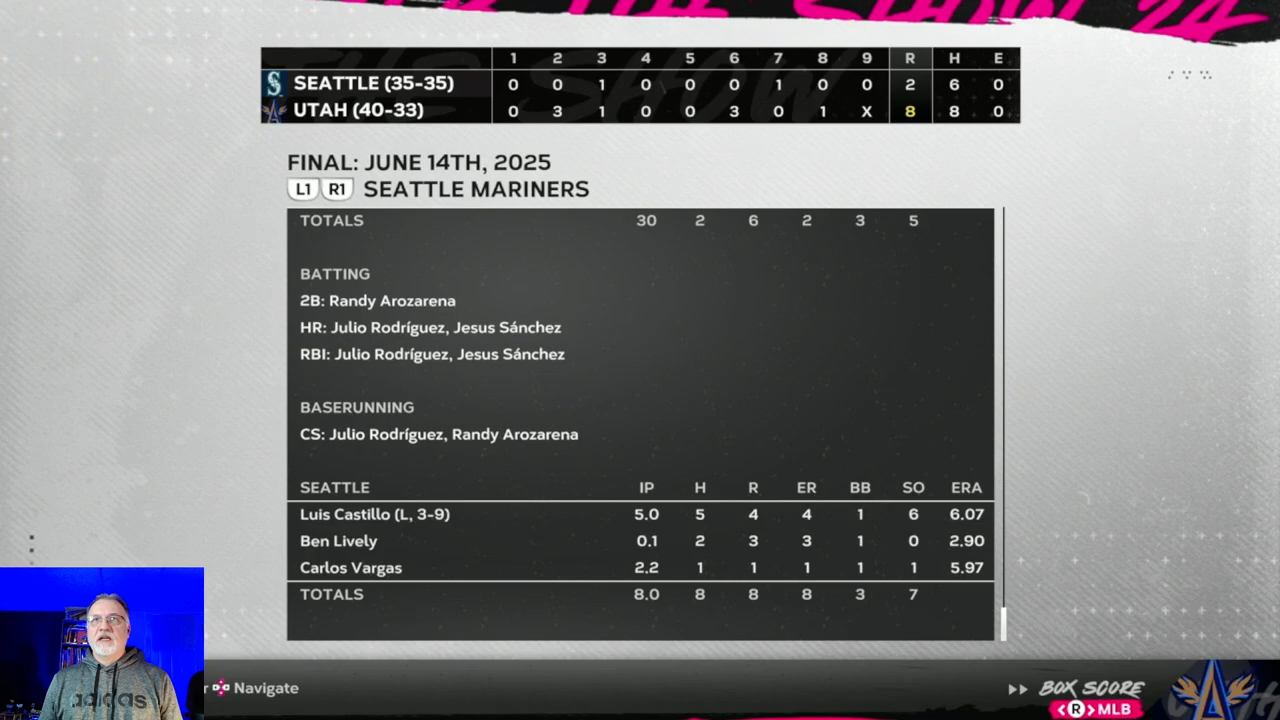 THE SHOW 24
1 2 3 4 5 6 7 8 9 R H E
SEATTLE (35-35) 0 0 1 0 0 0 1 0 0 2 6 0
UTAH (40-33) 0 3 1 0 0 3 0 1 X 8 8 0
FINAL: JUNE 14TH, 2025
L1 R1 SEATTLE MARINERS
TOTALS 30 2 6 2 3 5
BATTING
2B: Randy Arozarena
HR: Julio Rodríguez, Jesus Sánchez
RBI: Julio Rodríguez, Jesus Sánchez
BASERUNNING
CS: Julio Rodríguez, Randy Arozarena
SEATTLE IP H R ER BB SO ERA
Luis Castillo (L, 3-9) 5.0 5 4 4 1 6 6.07
Ben Lively 0.1 2 3 3 1 0 2.90
Carlos Vargas 2.2 1 1 1 1 1 5.97
TOTALS 8.0 8 8 8 3 7
adidas
Navigate
BOX SCORE
<R> MLB